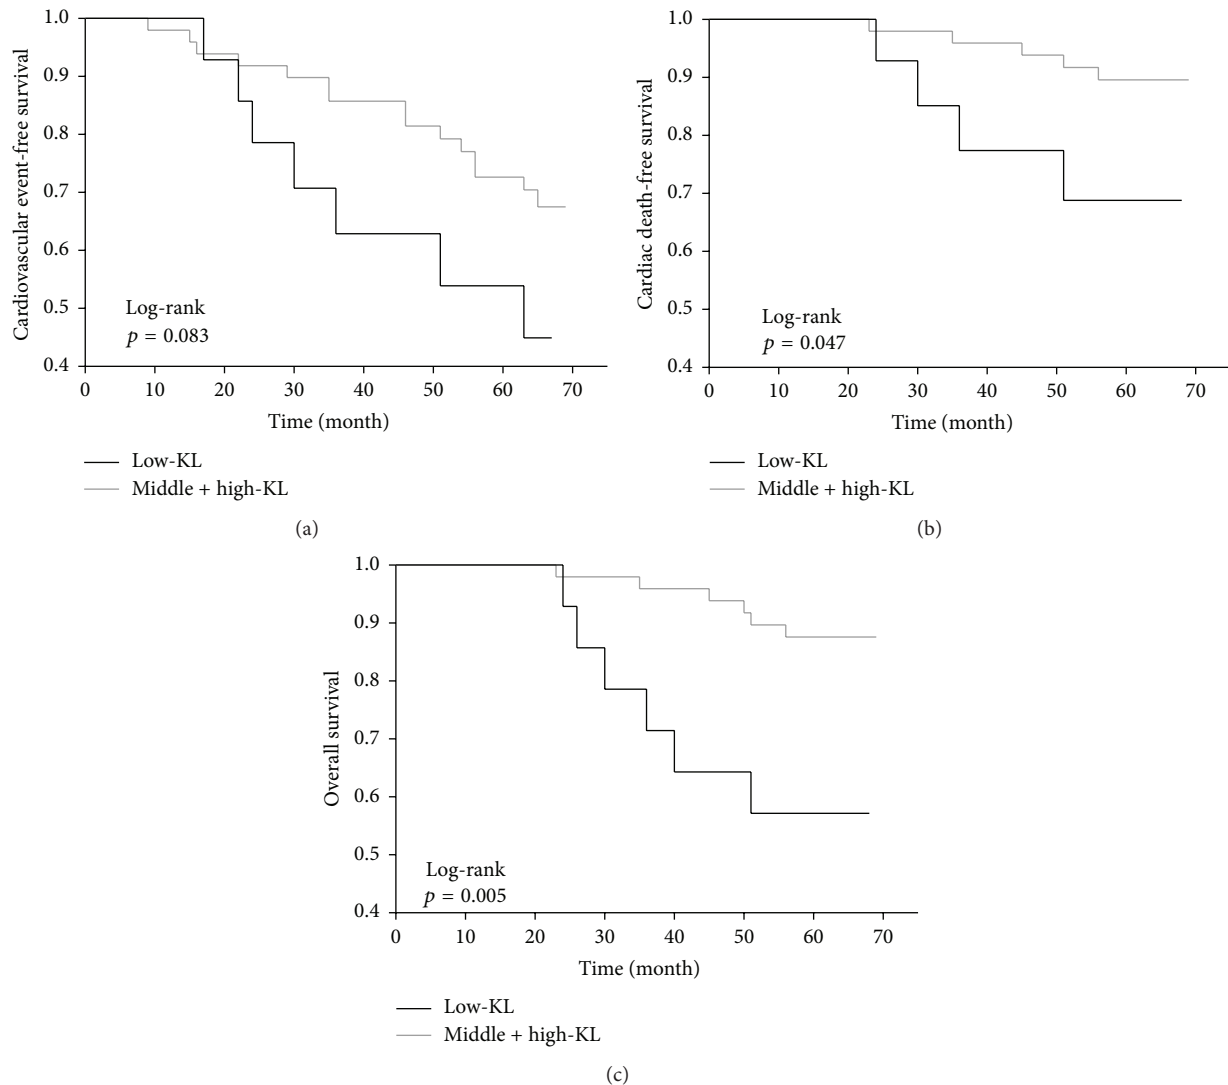 Cardiovascular event-free survival
1.0
0.9
0.8
0.7
0.6
0.5
0.4
Log-rank
p = 0.083
0 10 20 30 40 50 60 70
Time (month)
Low-KL
Middle + high-KL
(a)
Cardiac death-free survival
1.0
0.9
0.8
0.7
0.6
0.5
0.4
Log-rank
p = 0.047
0 10 20 30 40 50 60 70
Time (month)
Low-KL
Middle + high-KL
(b)
Overall survival
1.0
0.9
0.8
0.7
0.6
0.5
0.4
Log-rank
p = 0.005
0 10 20 30 40 50 60 70
Time (month)
Low-KL
Middle + high-KL
(c)